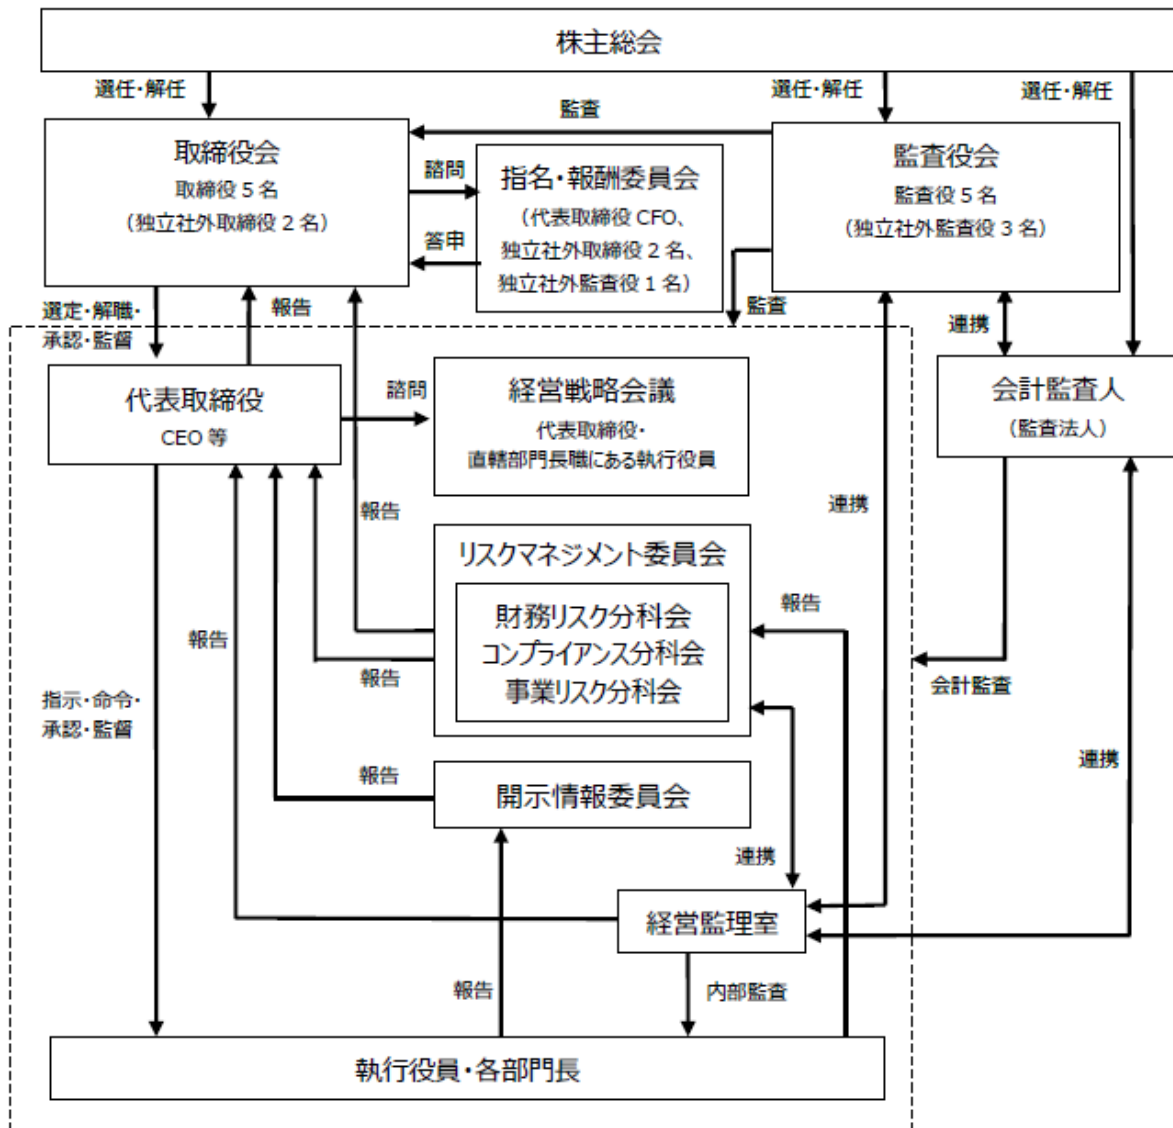 株主総会
選任・解任
選任・解任
選任・解任
監査
取締役会
取締役 5 名
（独立社外取締役 2 名）
諮問
答申
指名・報酬委員会
（代表取締役 CFO、
独立社外取締役 2 名、
独立社外監査役 1 名）
監査役会
監査役 5 名
（独立社外監査役 3 名）
選定・解職・
承認・監督
報告
監査
連携
代表取締役
CEO 等
諮問
経営戦略会議
代表取締役・
直轄部門長職にある執行役員
会計監査人
（監査法人）
報告
連携
リスクマネジメント委員会
財務リスク分科会
コンプライアンス分科会
事業リスク分科会
報告
報告
報告
会計監査
指示・命令・
承認・監督
報告
開示情報委員会
連携
連携
経営監理室
報告
内部監査
執行役員・各部門長